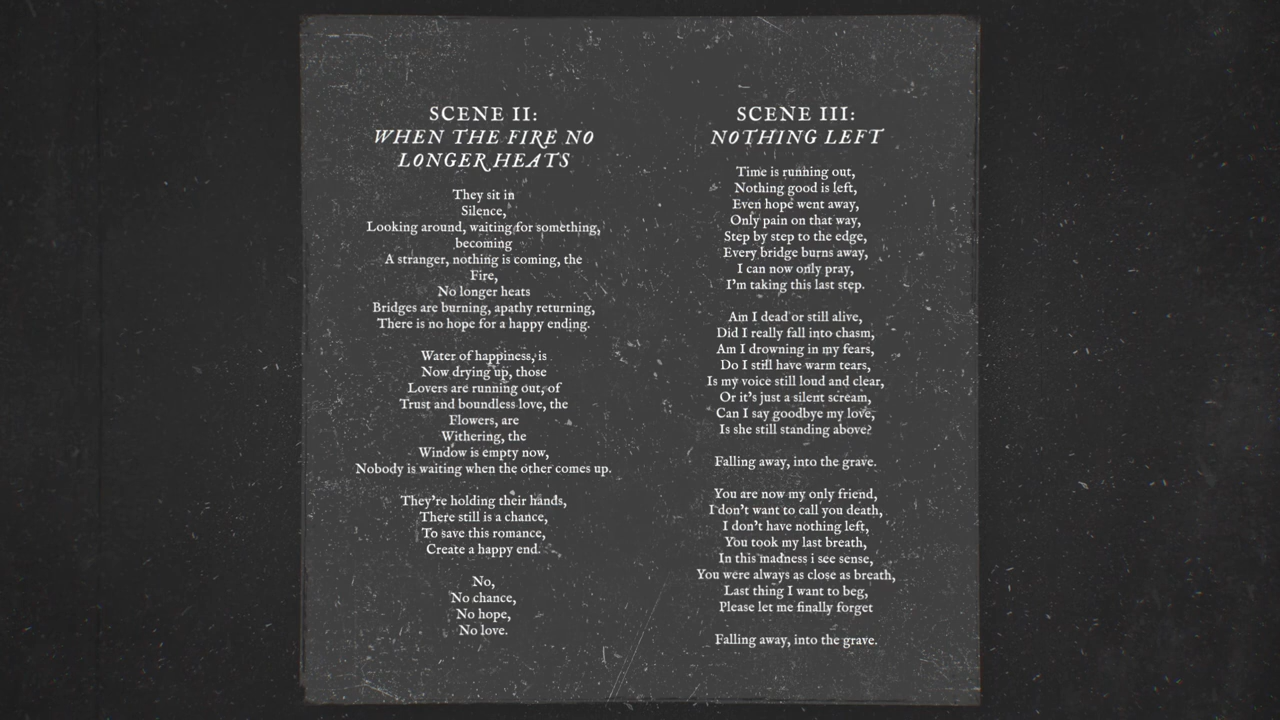 SCENE II:
WHEN THE FIRE NO
LONGER HEATS
They sit in
Silence,
Looking around, waiting for something,
becoming
A stranger, nothing is coming, the
Fire,
No longer heats
Bridges are burning, apathy returning,
There is no hope for a happy ending.
Water of happiness, is
Now drying up, those
Lovers are running out, of
Trust and boundless love, the
Flowers, are
Withering, the
Window is empty now,
Nobody is waiting when the other comes up.
They're holding their hands,
There still is a chance,
To save this romance,
Create a happy end.
No,
No chance,
No hope,
No love.
SCENE III:
NOTHING LEFT
Time is running out,
Nothing good is left,
Even hope went away,
Only pain on that way,
Step by step to the edge,
Every bridge burns away,
I can now only pray,
I'm taking this last step.
Am I dead or still alive,
Did I really fall into chasm,
Am I drowning in my fears,
Do I still have warm tears,
Is my voice still loud and clear,
Or it's just a silent scream,
Can I say goodbye my love,
Is she still standing above?
Falling away, into the grave.
You are now my only friend,
I don't want to call you death,
I don't have nothing left,
You took my last breath,
In this madness i see sense,
You were always as close as breath,
Last thing I want to beg,
Please let me finally forget
Falling away, into the grave.